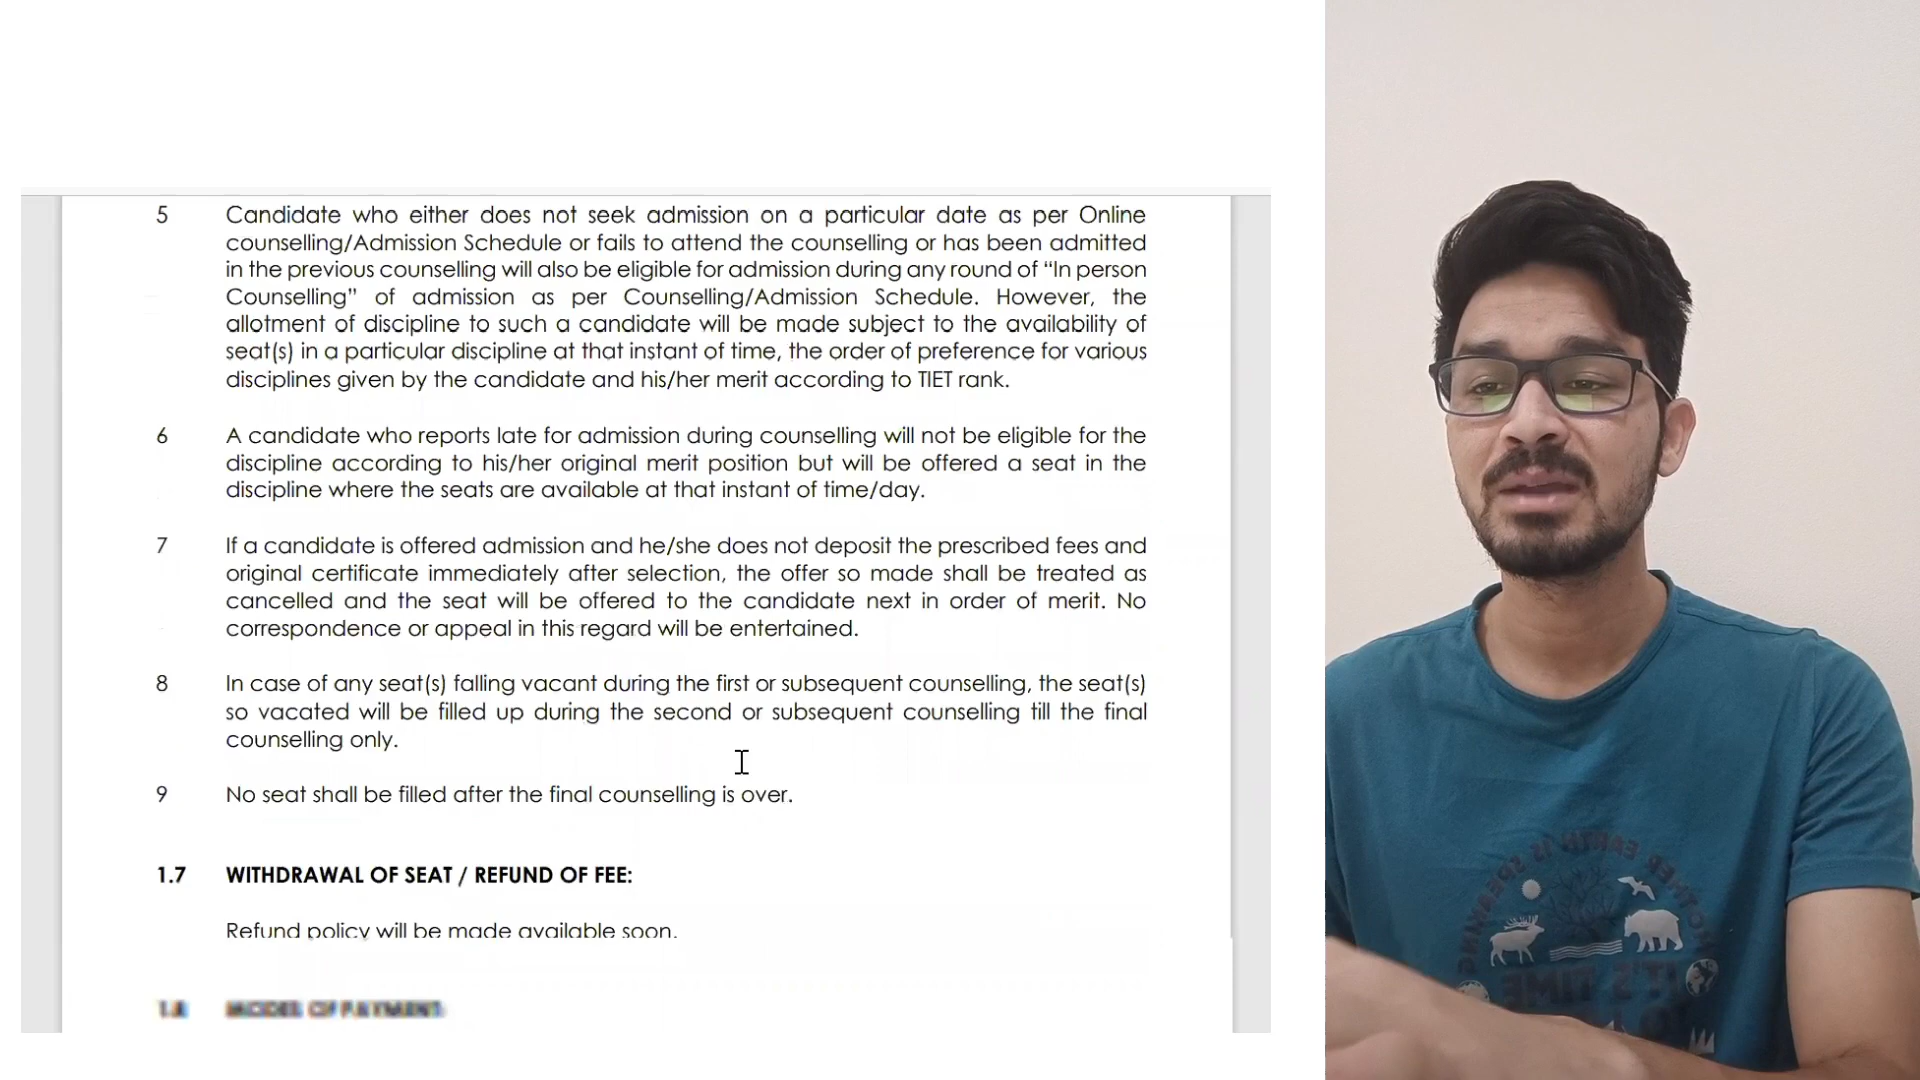 5 Candidate who either does not seek admission on a particular date as per Online
counselling/Admission Schedule or fails to attend the counselling or has been admitted
in the previous counselling will also be eligible for admission during any round of “In person
Counselling” of admission as per Counselling/Admission Schedule. However, the
allotment of discipline to such a candidate will be made subject to the availability of
seat(s) in a particular discipline at that instant of time, the order of preference for various
disciplines given by the candidate and his/her merit according to TIET rank.
6 A candidate who reports late for admission during counselling will not be eligible for the
discipline according to his/her original merit position but will be offered a seat in the
discipline where the seats are available at that instant of time/day.
7 If a candidate is offered admission and he/she does not deposit the prescribed fees and
original certificate immediately after selection, the offer so made shall be treated as
cancelled and the seat will be offered to the candidate next in order of merit. No
correspondence or appeal in this regard will be entertained.
8 In case of any seat(s) falling vacant during the first or subsequent counselling, the seat(s)
so vacated will be filled up during the second or subsequent counselling till the final
counselling only.
9 No seat shall be filled after the final counselling is over.
1.7 WITHDRAWAL OF SEAT / REFUND OF FEE:
Refund policy will be made available soon.
1.8 MODES OF PAYMENT
IT'S TIME